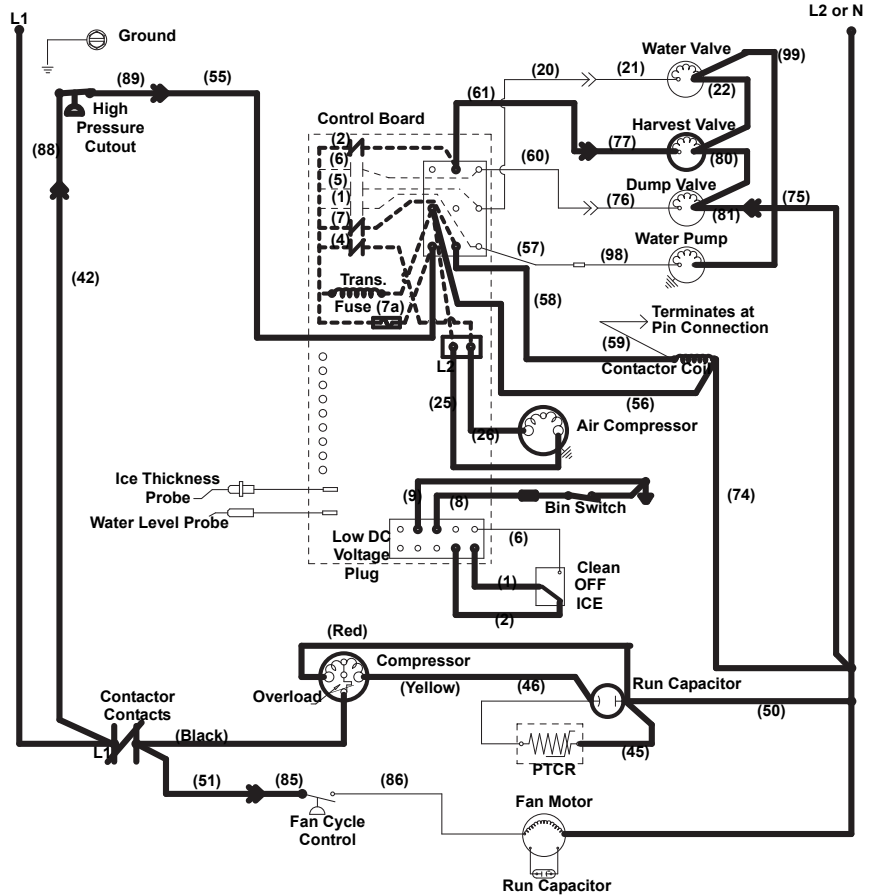 L1
L2 or N
Ground
Water Valve
(99)
(89)
(55)
(20)
(21)
(22)
(61)
High
Pressure
Cutout
Control Board
Harvest Valve
(88)
(2)
(77)
(80)
(6)
(60)
(5)
Dump Valve
(1)
(76)
(81)
(75)
(7)
(4)
(57)
Water Pump
(98)
(42)
Trans.
Fuse (7a)
(58)
Terminates at
Pin Connection
(59)
L2
Contactor Coil
(25)
(56)
(26)
Air Compressor
Ice Thickness
Probe
(9)
(8)
Bin Switch
(74)
Water Level Probe
Low DC
Voltage
Plug
(6)
Clean
OFF
ICE
(1)
(2)
(Red)
Compressor
Overload
(Yellow)
(46)
Run Capacitor
(50)
Contactor
Contacts
L1
(Black)
(45)
PTCR
(51)
(85)
(86)
Fan Cycle
Control
Fan Motor
Run Capacitor